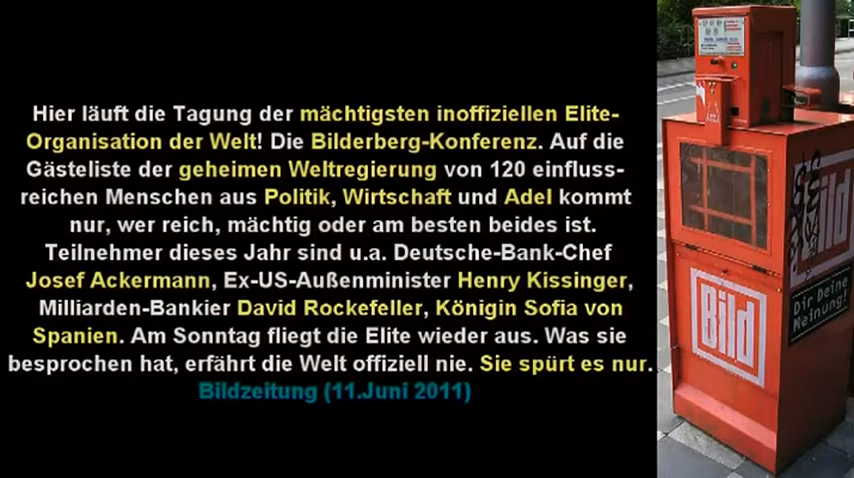 Hier läuft die Tagung der mächtigsten inoffiziellen Elite-
Organisation der Welt! Die Bilderberg-Konferenz. Auf die
Gästeliste der geheimen Weltregierung von 120 einfluss-
reichen Menschen aus Politik, Wirtschaft und Adel kommt
nur, wer reich, mächtig oder am besten beides ist.
Teilnehmer dieses Jahr sind u.a. Deutsche-Bank-Chef
Josef Ackermann, Ex-US-Außenminister Henry Kissinger,
Milliarden-Bankier David Rockefeller, Königin Sofia von
Spanien. Am Sonntag fliegt die Elite wieder aus. Was sie
besprochen hat, erfährt die Welt offiziell nie. Sie spürt es nur.
Bildzeitung (11.Juni 2011)
Bild
Bild
Dir Deine
Meinung!